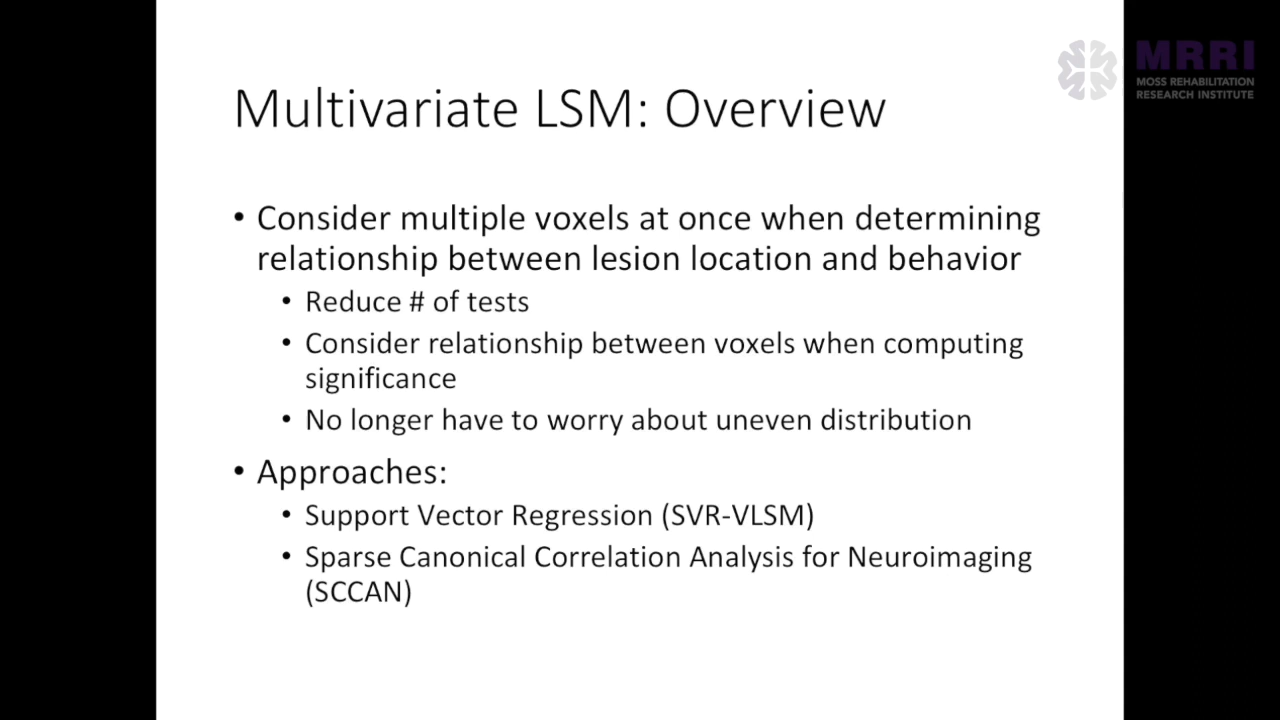 MRRI
MOSS REHABILITATION
RESEARCH INSTITUTE
Multivariate LSM: Overview
• Consider multiple voxels at once when determining
relationship between lesion location and behavior
• Reduce # of tests
• Consider relationship between voxels when computing
significance
• No longer have to worry about uneven distribution
• Approaches:
• Support Vector Regression (SVR-VLSM)
• Sparse Canonical Correlation Analysis for Neuroimaging
(SCCAN)